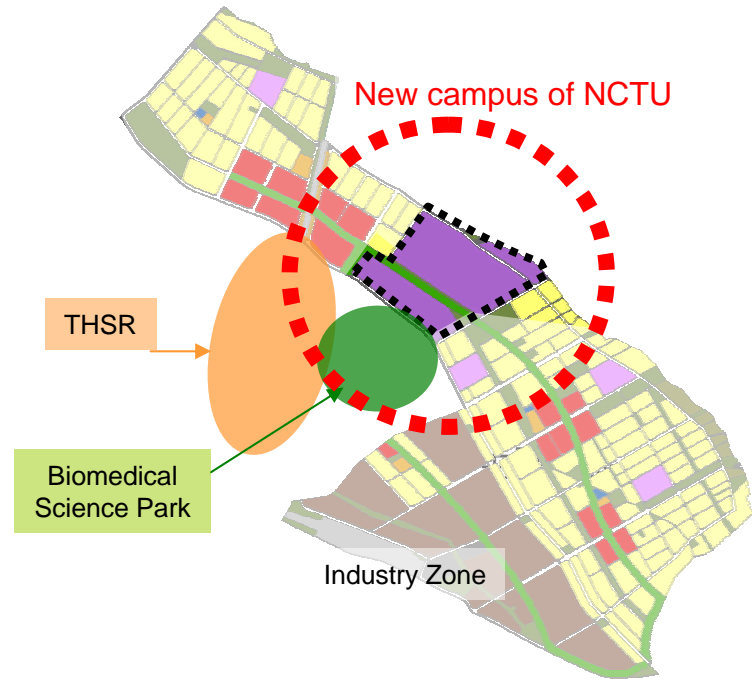 New campus of NCTU
THSR
Biomedical
Science Park
Industry Zone